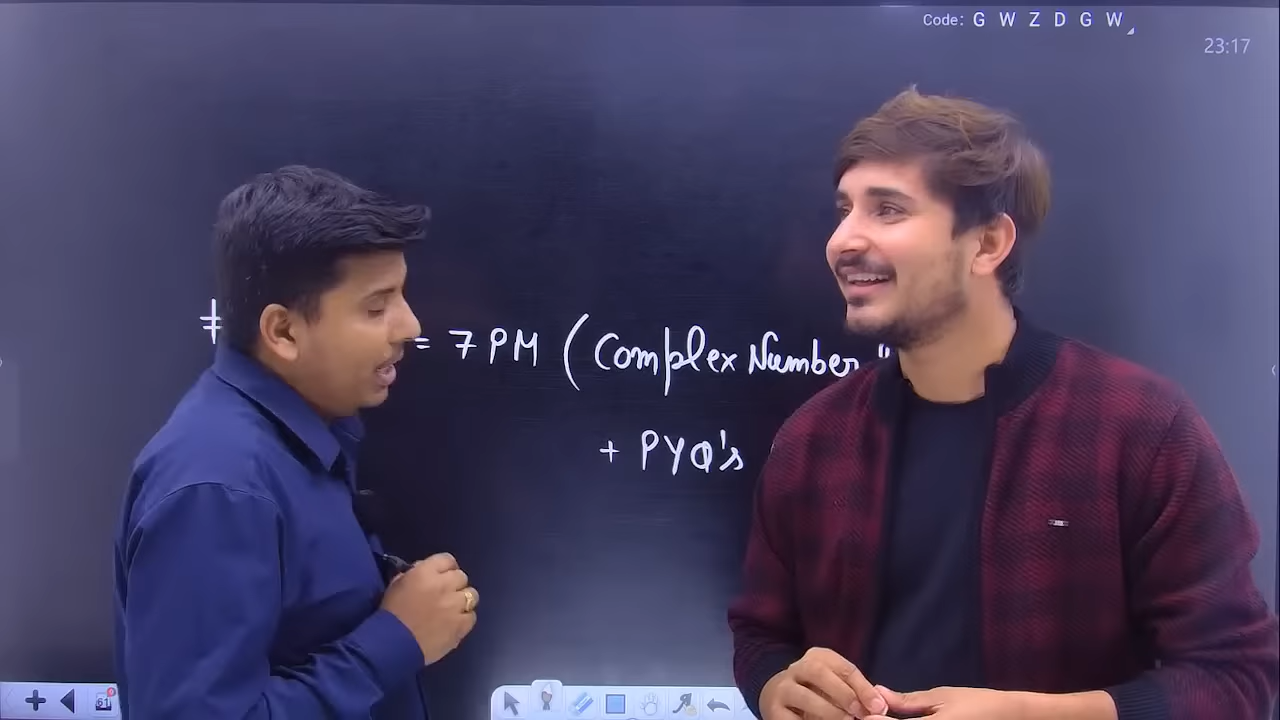 Code: G W Z D G W
23:17
= 7 PM ( Complex Number "
+ PYQ's